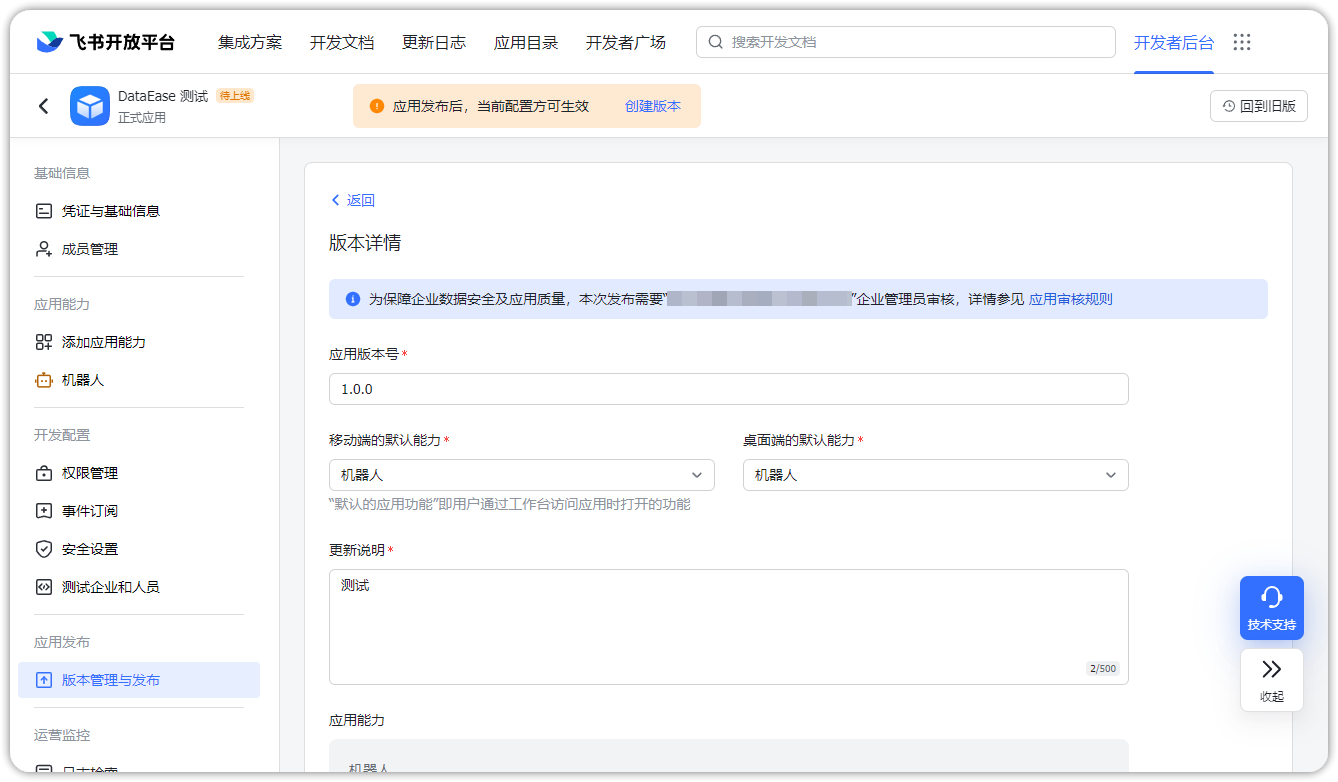 飞书开放平台 集成方案 开发文档 更新日志 应用目录 开发者广场 搜索开发文档 开发者后台
DataEase 测试 待上线
正式应用
应用发布后，当前配置方可生效 创建版本
回到旧版
基础信息
凭证与基础信息
成员管理
应用能力
添加应用能力
机器人
开发配置
权限管理
事件订阅
安全设置
测试企业和人员
应用发布
版本管理与发布
运营监控
日志检索
返回
版本详情
为保障企业数据安全及应用质量，本次发布需要“ ”企业管理员审核，详情参见 应用审核规则
应用版本号*
1.0.0
移动端的默认能力* 桌面端的默认能力*
机器人 机器人
“默认的应用功能”即用户通过工作台访问应用时打开的功能
更新说明*
测试
2/500
应用能力
机器人
技术支持
收起